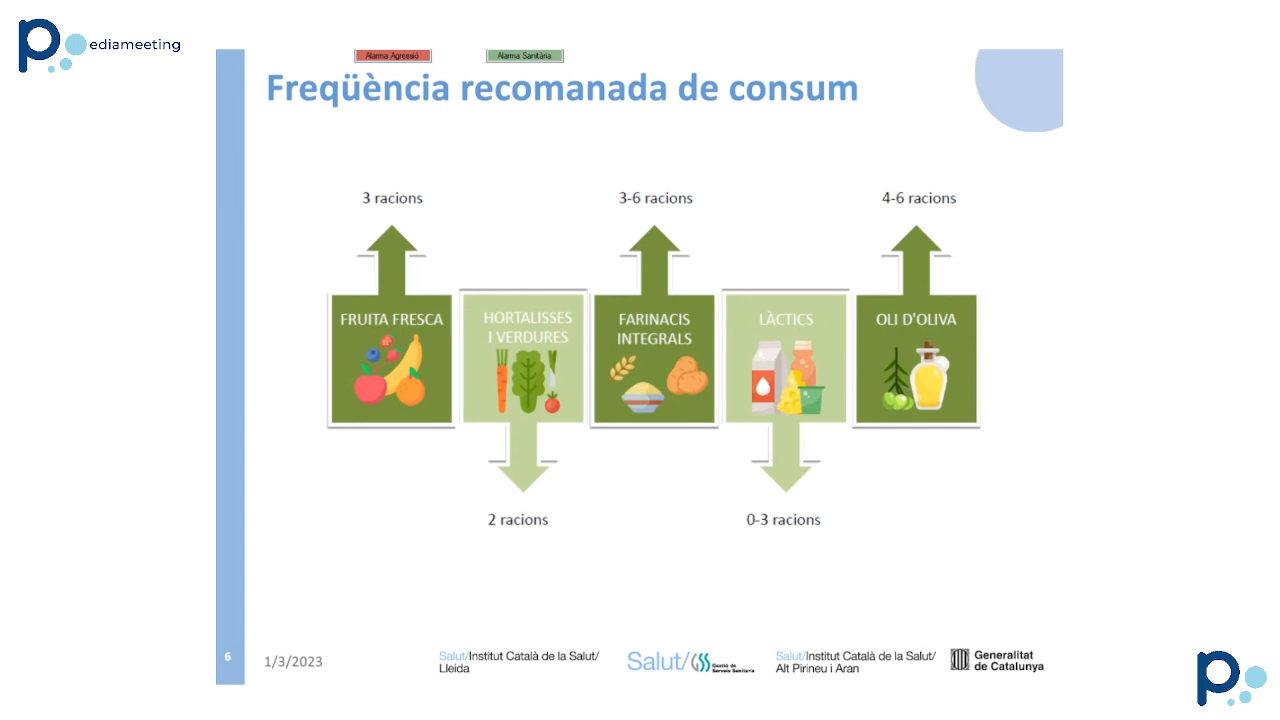 Pediameeting
Alarma Agressió
Alarma Sanitària
Freqüència recomanada de consum
3 racions
3-6 racions
4-6 racions
FRUITA FRESCA
HORTALISSES
I VERDURES
FARINACIS
INTEGRALS
LÀCTICS
OLI D'OLIVA
2 racions
0-3 racions
6
1/3/2023
Salut/Institut Català de la Salut/
Lleida
Salut/GSS Gestió de
Serveis Sanitaris
Salut/Institut Català de la Salut/
Alt Pirineu i Aran
Generalitat
de Catalunya
P